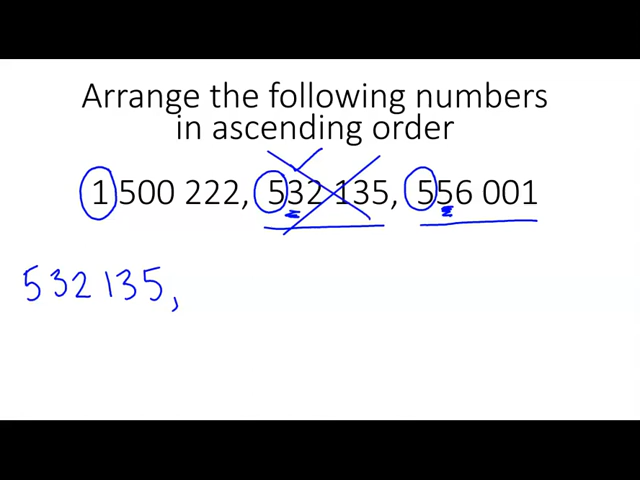 Arrange the following numbers
in ascending order
1 500 222, 532 135, 556 001
532 135,